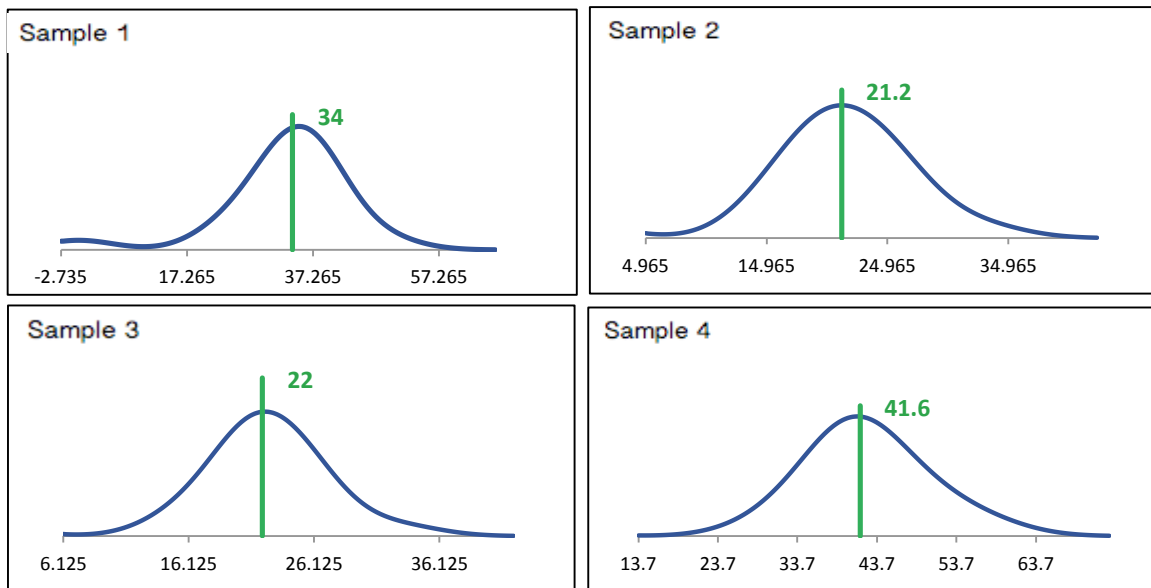 Sample 1
34
-2.735 17.265 37.265 57.265
Sample 2
21.2
4.965 14.965 24.965 34.965
Sample 3
22
6.125 16.125 26.125 36.125
Sample 4
41.6
13.7 23.7 33.7 43.7 53.7 63.7